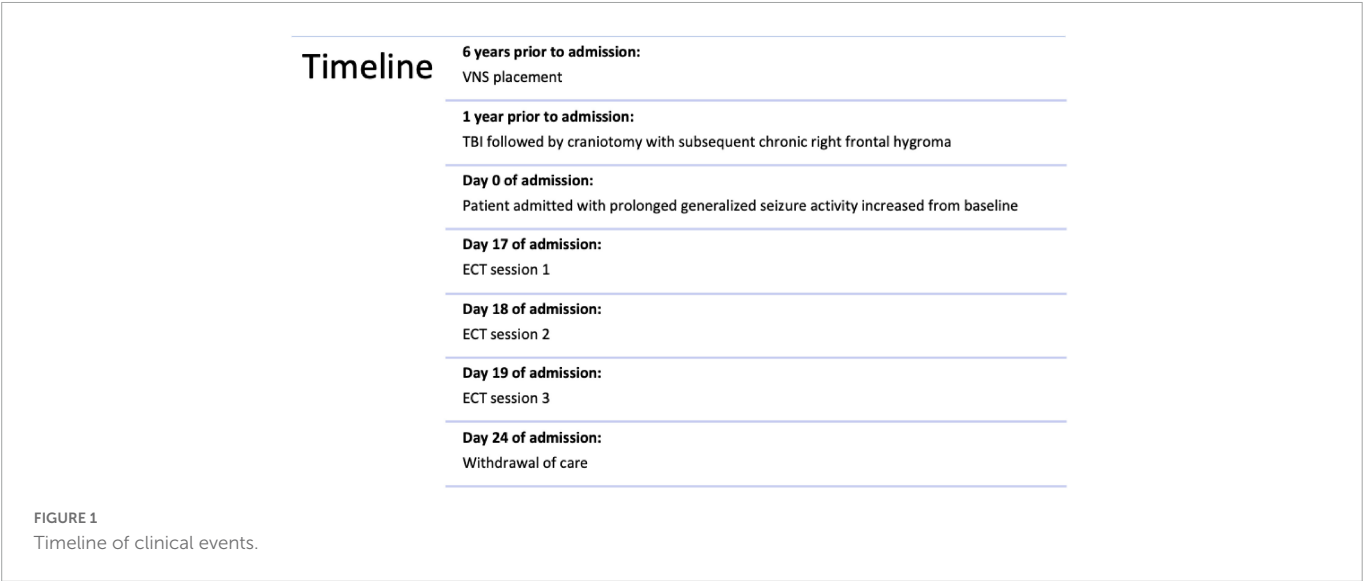 Timeline
6 years prior to admission:
VNS placement
1 year prior to admission:
TBI followed by craniotomy with subsequent chronic right frontal hygroma
Day 0 of admission:
Patient admitted with prolonged generalized seizure activity increased from baseline
Day 17 of admission:
ECT session 1
Day 18 of admission:
ECT session 2
Day 19 of admission:
ECT session 3
Day 24 of admission:
Withdrawal of care
FIGURE 1
Timeline of clinical events.